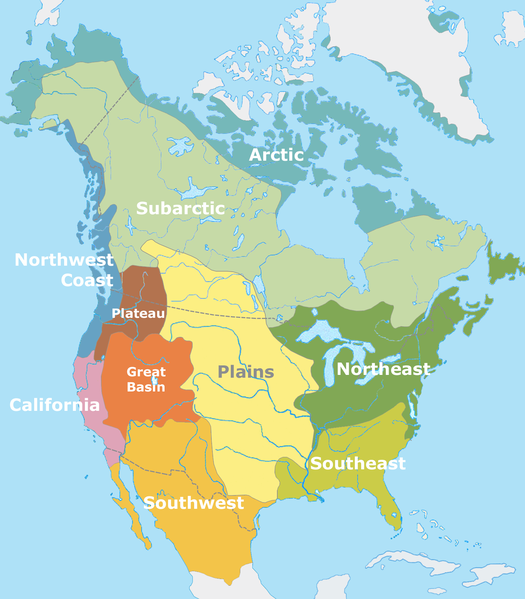 Arctic
Subarctic
Northwest
Coast
Plateau
Great
Basin
Plains
Northeast
California
Southeast
Southwest